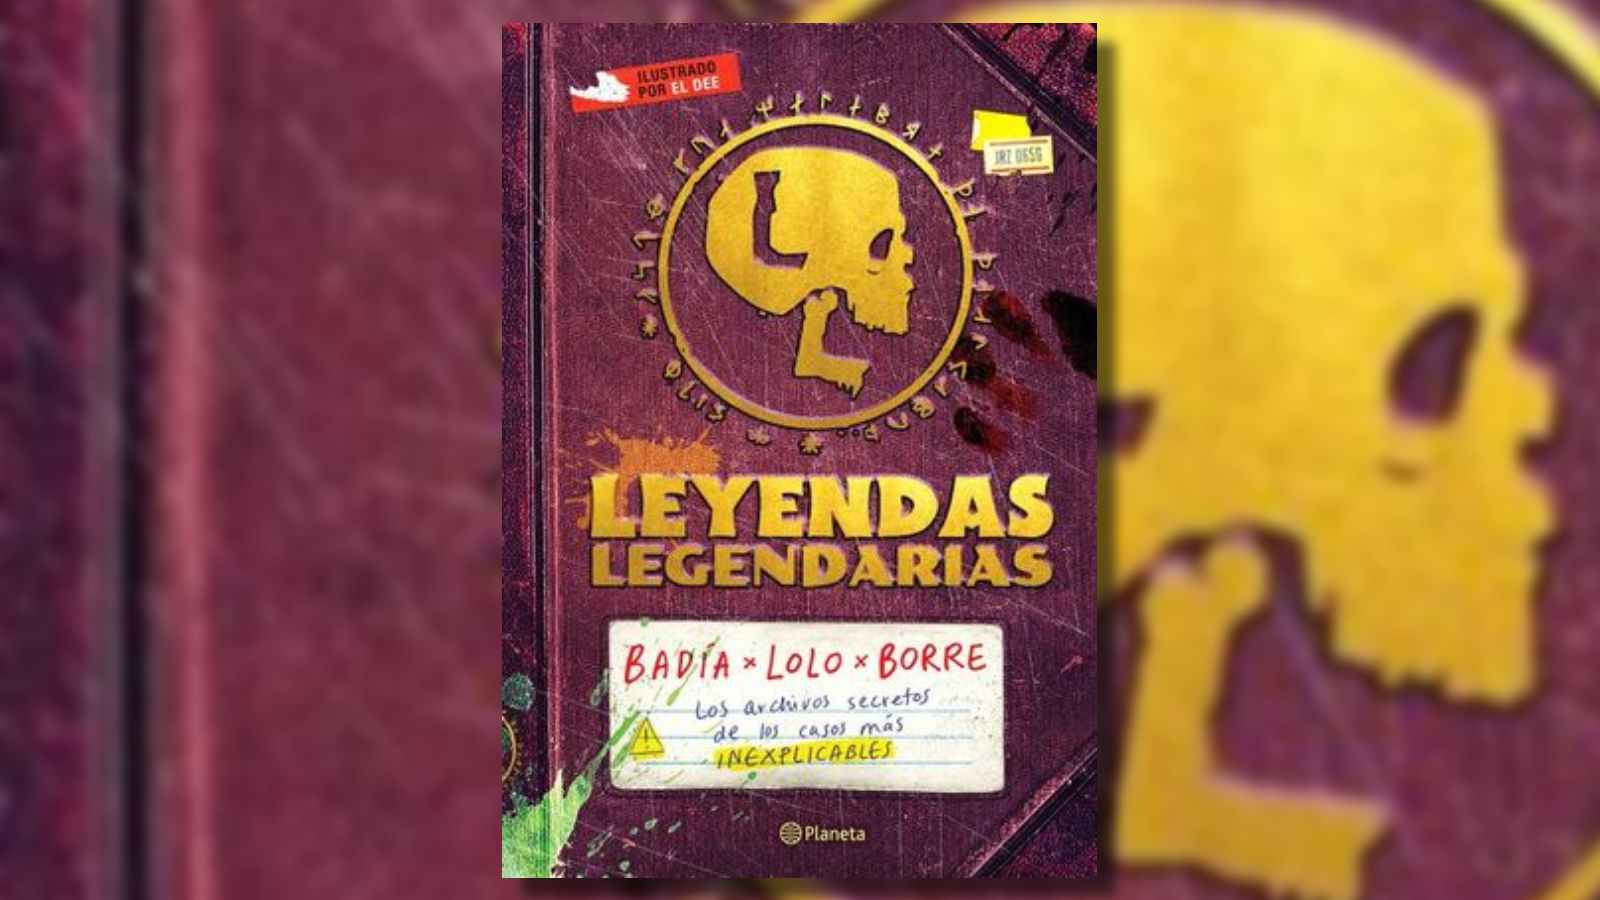 ILUSTRADO
POR EL DEE
JRZ 0656
LEYENDAS
LEGENDARIAS
BADÍA × LOLO × BORRE
Los archivos secretos
de los casos más
INEXPLICABLES
Planeta